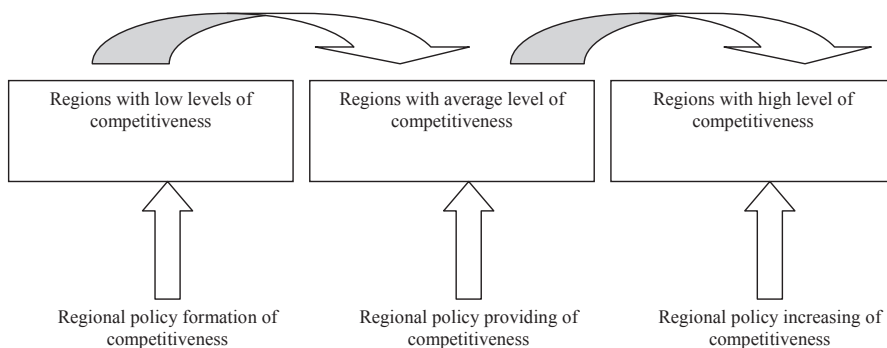 Regions with low levels of
competitiveness
Regions with average level of
competitiveness
Regions with high level of
competitiveness
Regional policy formation of
competitiveness
Regional policy providing of
competitiveness
Regional policy increasing of
competitiveness